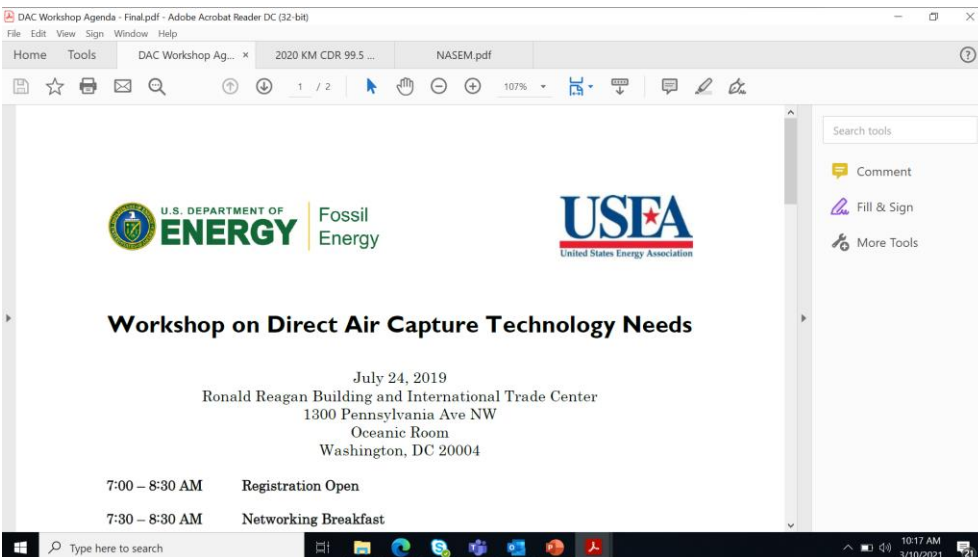 DAC Workshop Agenda - Final.pdf - Adobe Acrobat Reader DC (32-bit)
File Edit View Sign Window Help
Home Tools DAC Workshop Ag... × 2020 KM CDR 99.5 ... NASEM.pdf
1 / 2 107%
Search tools
Comment
Fill & Sign
More Tools
U.S. DEPARTMENT OF
ENERGY
Fossil
Energy
USEA
United States Energy Association
Workshop on Direct Air Capture Technology Needs
July 24, 2019
Ronald Reagan Building and International Trade Center
1300 Pennsylvania Ave NW
Oceanic Room
Washington, DC 20004
7:00 – 8:30 AM Registration Open
7:30 – 8:30 AM Networking Breakfast
Type here to search
10:17 AM
3/10/2021
21